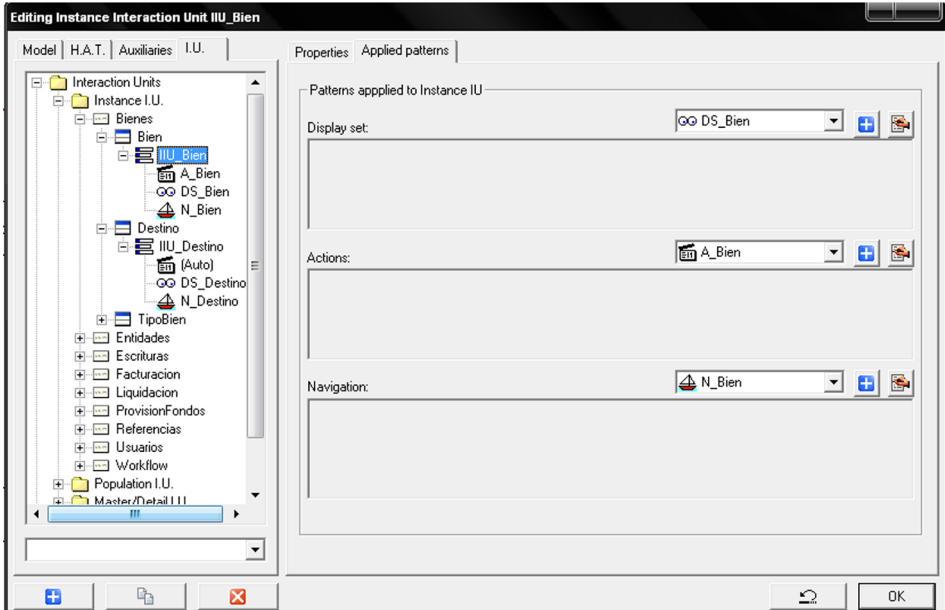 Editing Instance Interaction Unit IIU_Bien
Model H.A.T. Auxiliaries I.U.
Interaction Units
Instance I.U.
Bienes
Bien
IIU_Bien
A_Bien
DS_Bien
N_Bien
Destino
IIU_Destino
(Auto)
DS_Destino
N_Destino
TipoBien
Entidades
Escrituras
Facturacion
Liquidacion
ProvisionFondos
Referencias
Usuarios
Workflow
Population I.U.
Master/Detail I.U.
Properties Applied patterns
Patterns appplied to Instance IU
Display set: DS_Bien
Actions: A_Bien
Navigation: N_Bien
OK